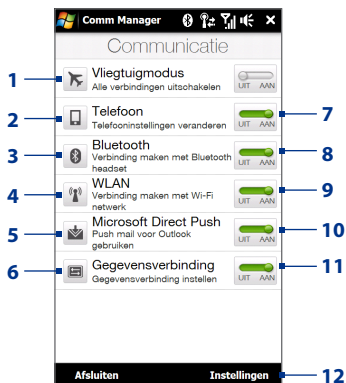 Comm Manager
Communicatie
1 Vliegtuigmodus
Alle verbindingen uitschakelen
UIT AAN
2 Telefoon
Telefooninstellingen veranderen
UIT AAN 7
3 Bluetooth
Verbinding maken met Bluetooth
headset
UIT AAN 8
4 WLAN
Verbinding maken met Wi-Fi
netwerk
UIT AAN 9
5 Microsoft Direct Push
Push mail voor Outlook
gebruiken
UIT AAN 10
6 Gegevensverbinding
Gegevensverbinding instellen
UIT AAN 11
Afsluiten Instellingen 12